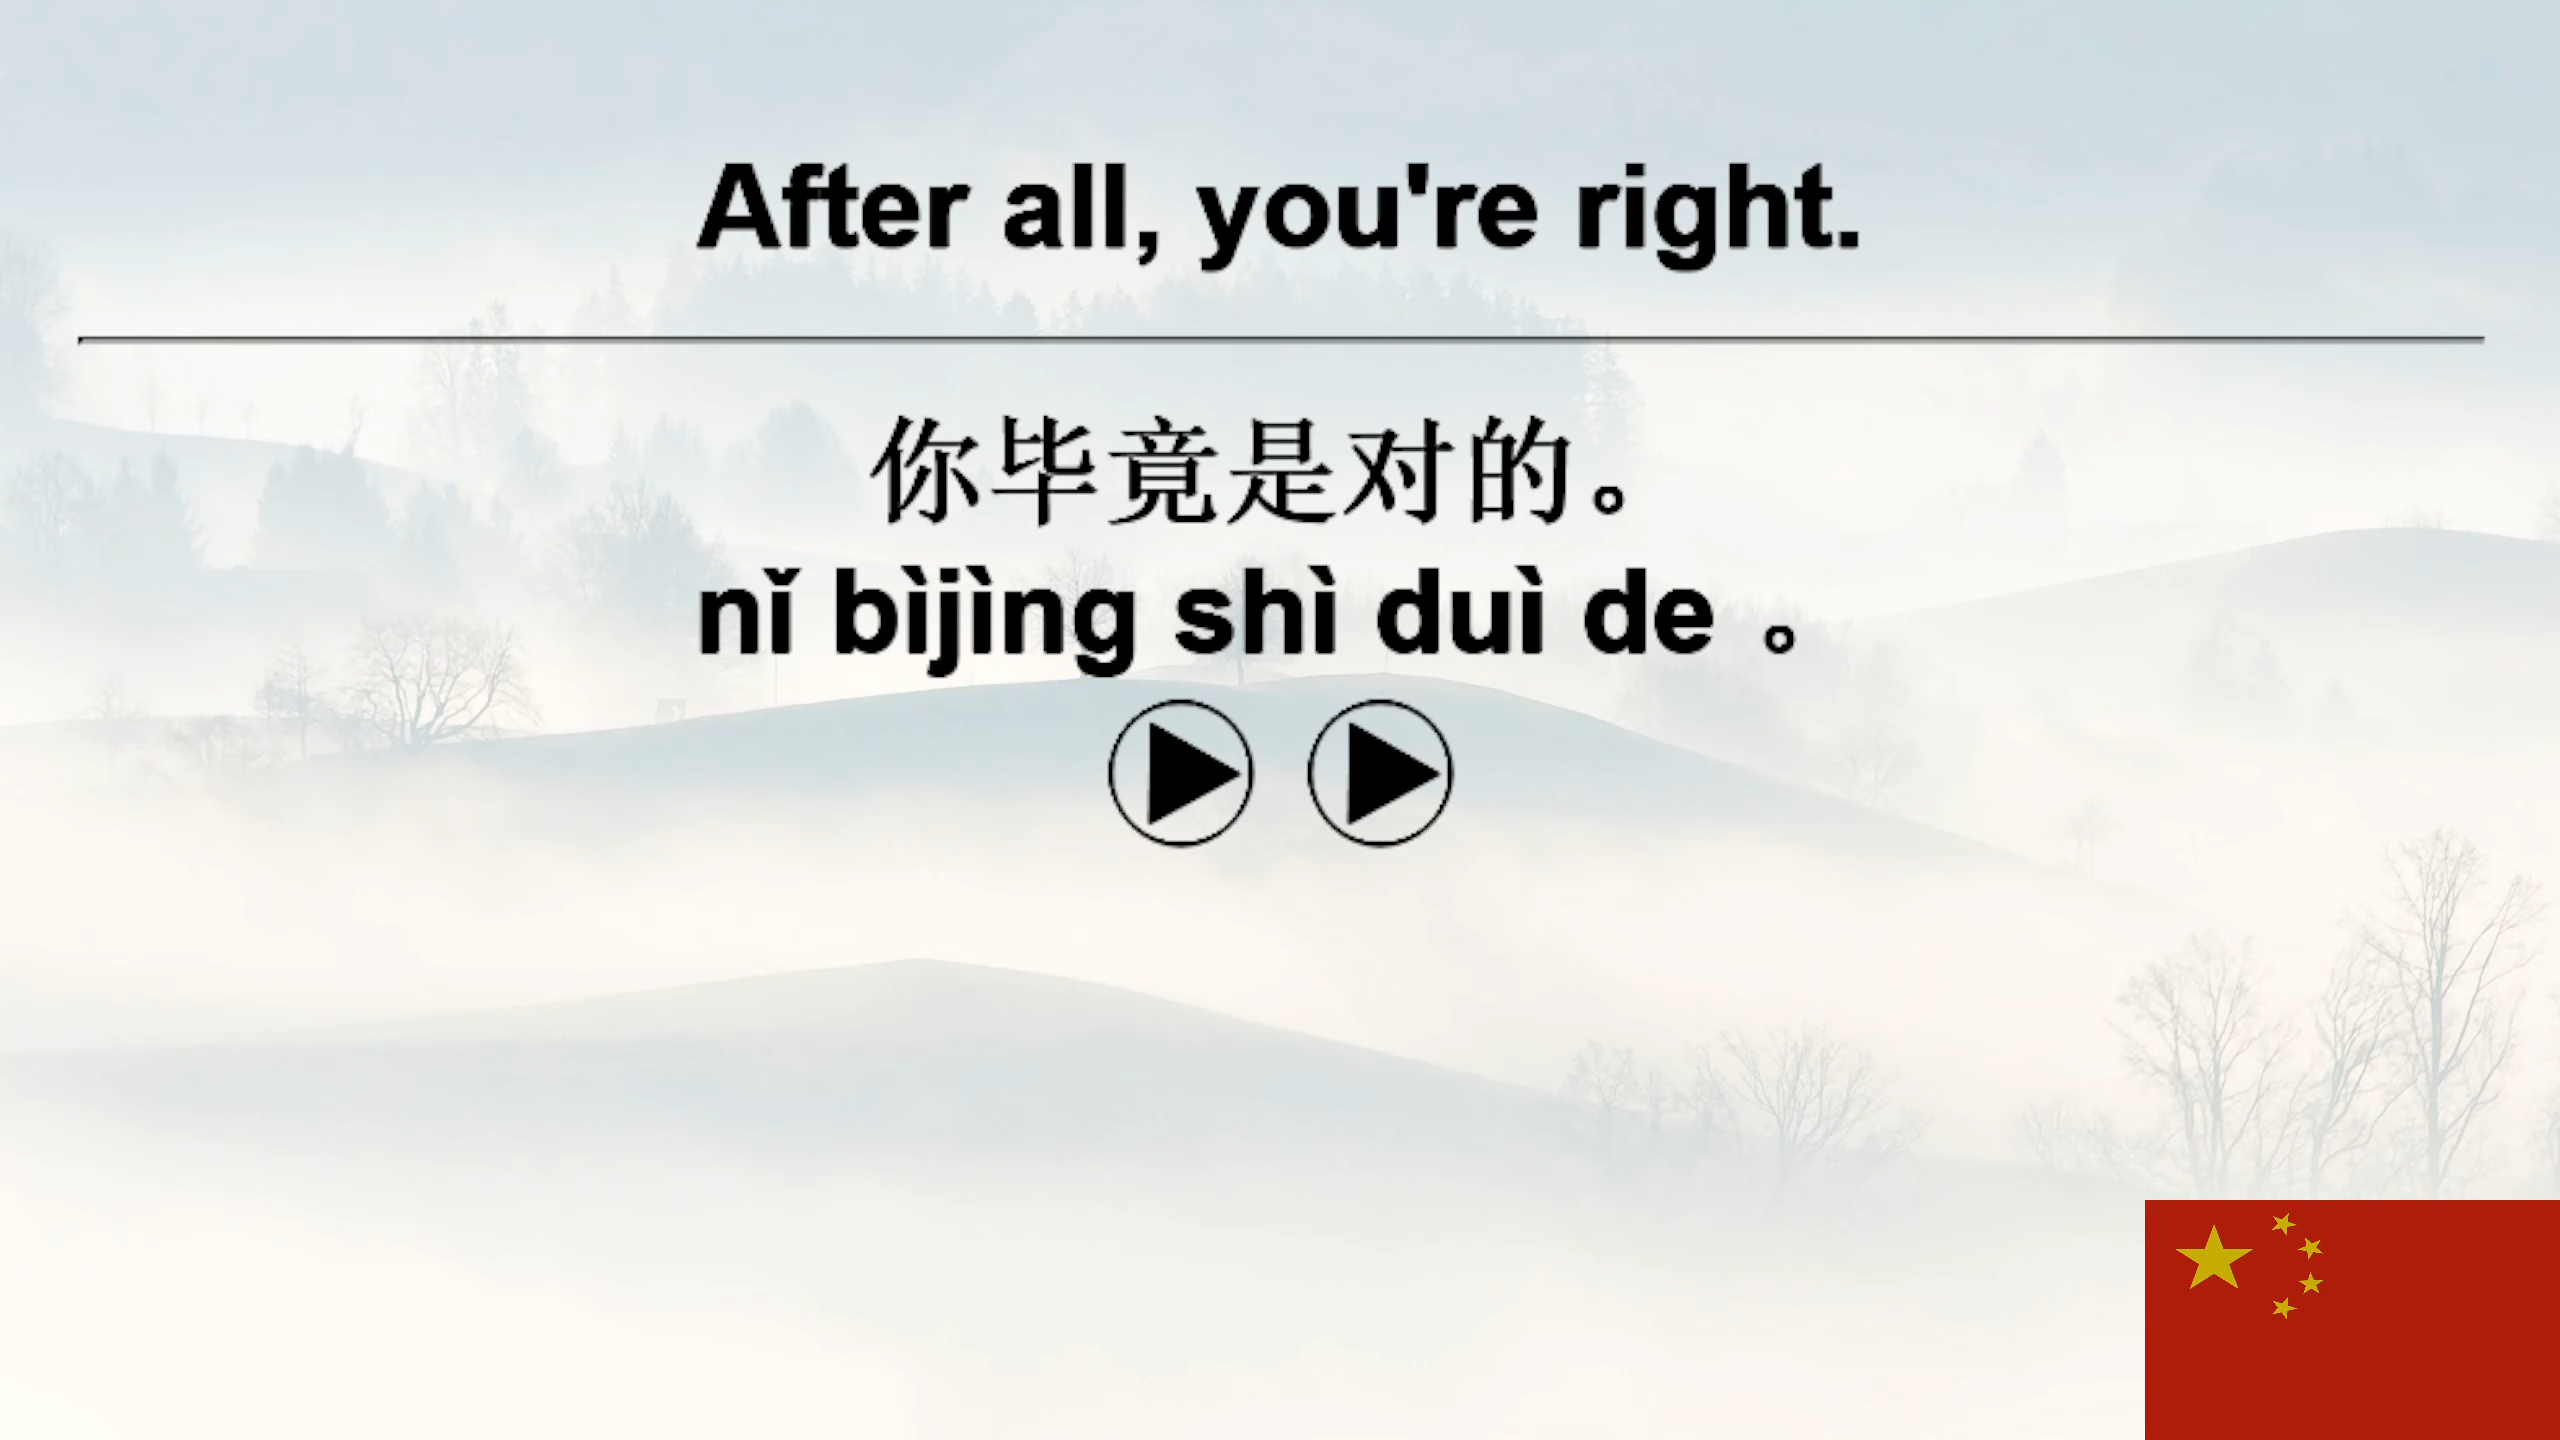 After all, you're right.
你毕竟是对的。
nǐ bìjìng shì duì de 。